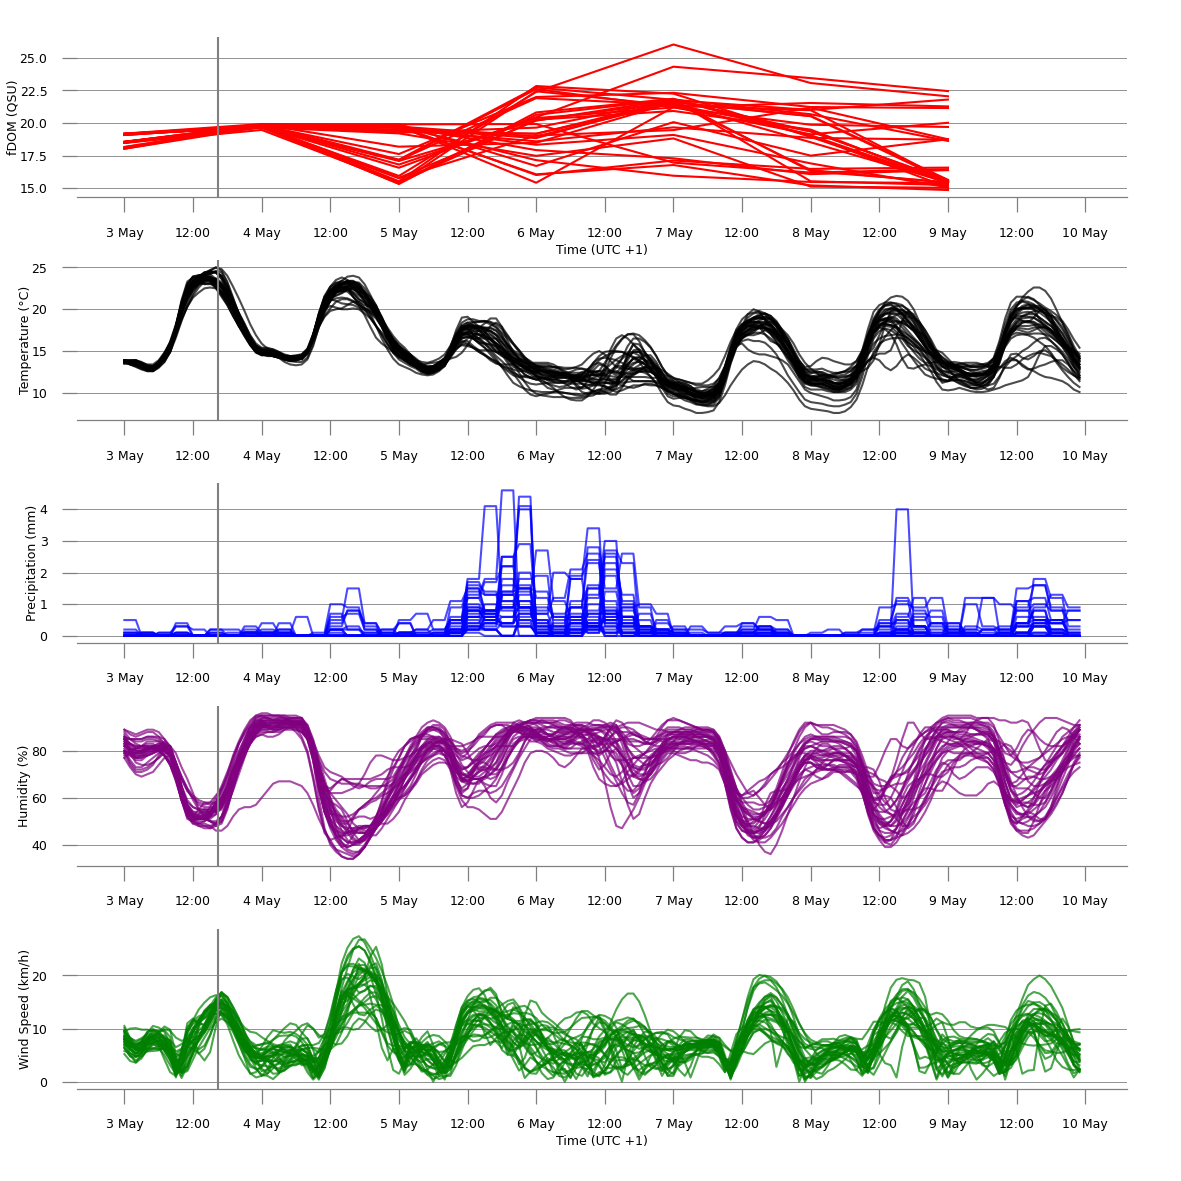 fDOM (QSU)
25.0
22.5
20.0
17.5
15.0
3 May 12:00 4 May 12:00 5 May 12:00 6 May 12:00 7 May 12:00 8 May 12:00 9 May 12:00 10 May
Time (UTC +1)
Temperature (°C)
25
20
15
10
3 May 12:00 4 May 12:00 5 May 12:00 6 May 12:00 7 May 12:00 8 May 12:00 9 May 12:00 10 May
Precipitation (mm)
4
3
2
1
0
3 May 12:00 4 May 12:00 5 May 12:00 6 May 12:00 7 May 12:00 8 May 12:00 9 May 12:00 10 May
Humidity (%)
80
60
40
3 May 12:00 4 May 12:00 5 May 12:00 6 May 12:00 7 May 12:00 8 May 12:00 9 May 12:00 10 May
Wind Speed (km/h)
20
10
0
3 May 12:00 4 May 12:00 5 May 12:00 6 May 12:00 7 May 12:00 8 May 12:00 9 May 12:00 10 May
Time (UTC +1)